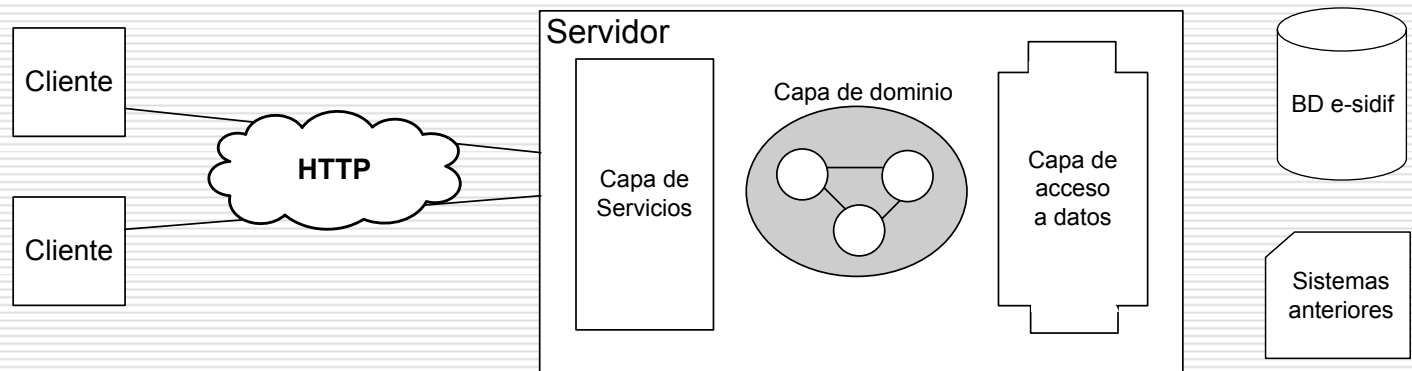 Cliente
Cliente
HTTP
Servidor
Capa de
Servicios
Capa de dominio
Capa de
acceso
a datos
BD e-sidif
Sistemas
anteriores